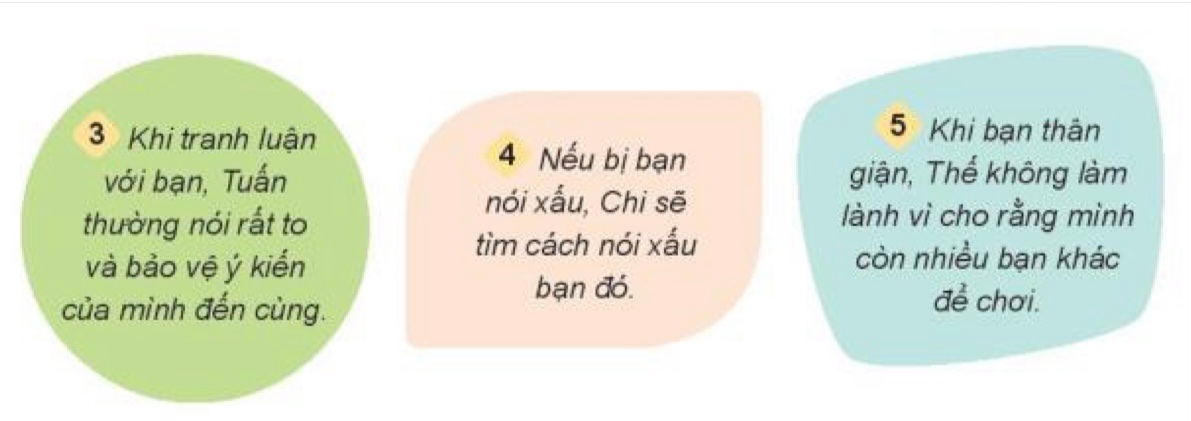 3 Khi tranh luận
với bạn, Tuấn
thường nói rất to
và bảo vệ ý kiến
của mình đến cùng.
4 Nếu bị bạn
nói xấu, Chi sẽ
tìm cách nói xấu
bạn đó.
5 Khi bạn thân
giận, Thế không làm
lành vì cho rằng mình
còn nhiều bạn khác
để chơi.